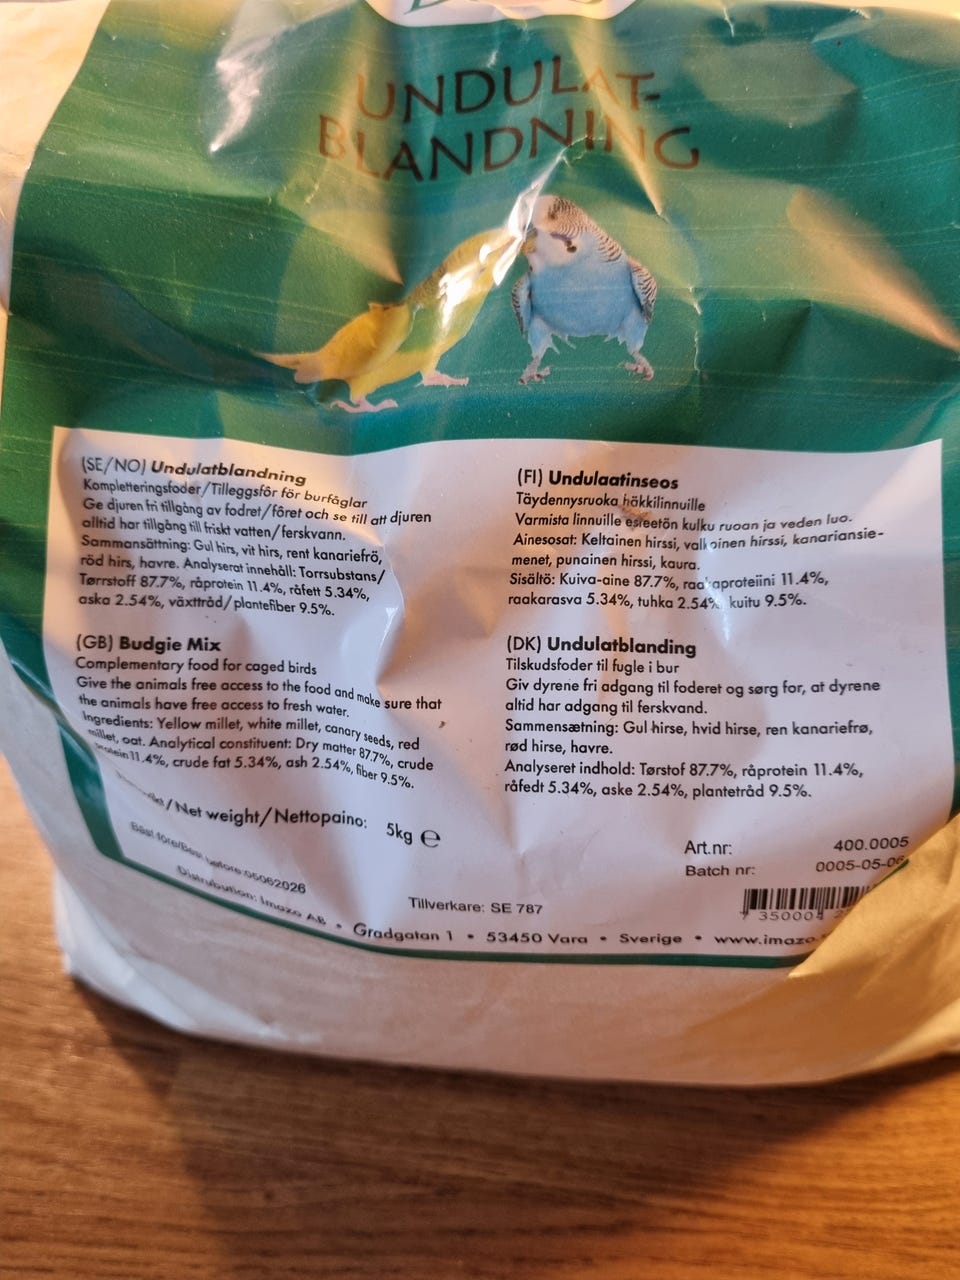 UNDULAT-
BLANDNING
(SE/NO) Undulatblandning
Kompletteringsfoder/Tilleggsfôr för burfåglar
Ge djuren fri tillgång av fodret/fôret och se till att djuren
alltid har tillgång till friskt vatten/ferskvann.
Sammansättning: Gul hirs, vit hirs, rent kanariefrö,
röd hirs, havre. Analyserat innehåll: Torrsubstans/
Tørrstoff 87.7%, råprotein 11.4%, råfett 5.34%,
aska 2.54%, växttråd/plantefiber 9.5%.
(GB) Budgie Mix
Complementary food for caged birds
Give the animals free access to the food and make sure that
the animals have free access to fresh water.
Ingredients: Yellow millet, white millet, canary seeds, red
millet, oat. Analytical constituent: Dry matter 87.7%, crude
protein 11.4%, crude fat 5.34%, ash 2.54%, fiber 9.5%.
/Net weight/Nettopaino: 5kg ℮
Bäst före/Best before:05062026
Distrubution: Imazo AB • Gradgatan 1 • 53450 Vara • Sverige • www.imazo
Tillverkare: SE 787
(FI) Undulaatinseos
Täydennysruoka häkkilinnuille
Varmista linnuille esteetön kulku ruoan ja veden luo.
Ainesosat: Keltainen hirssi, valkoinen hirssi, kanariansie-
menet, punainen hirssi, kaura.
Sisältö: Kuiva-aine 87.7%, raakaproteiini 11.4%,
raakarasva 5.34%, tuhka 2.54%, kuitu 9.5%.
(DK) Undulatblanding
Tilskudsfoder til fugle i bur
Giv dyrene fri adgang til foderet og sørg for, at dyrene
altid har adgang til ferskvand.
Sammensætning: Gul hirse, hvid hirse, ren kanariefrø,
rød hirse, havre.
Analyseret indhold: Tørstof 87.7%, råprotein 11.4%,
råfedt 5.34%, aske 2.54%, plantetråd 9.5%.
Art.nr: 400.0005
Batch nr: 0005-05-06
7 350004